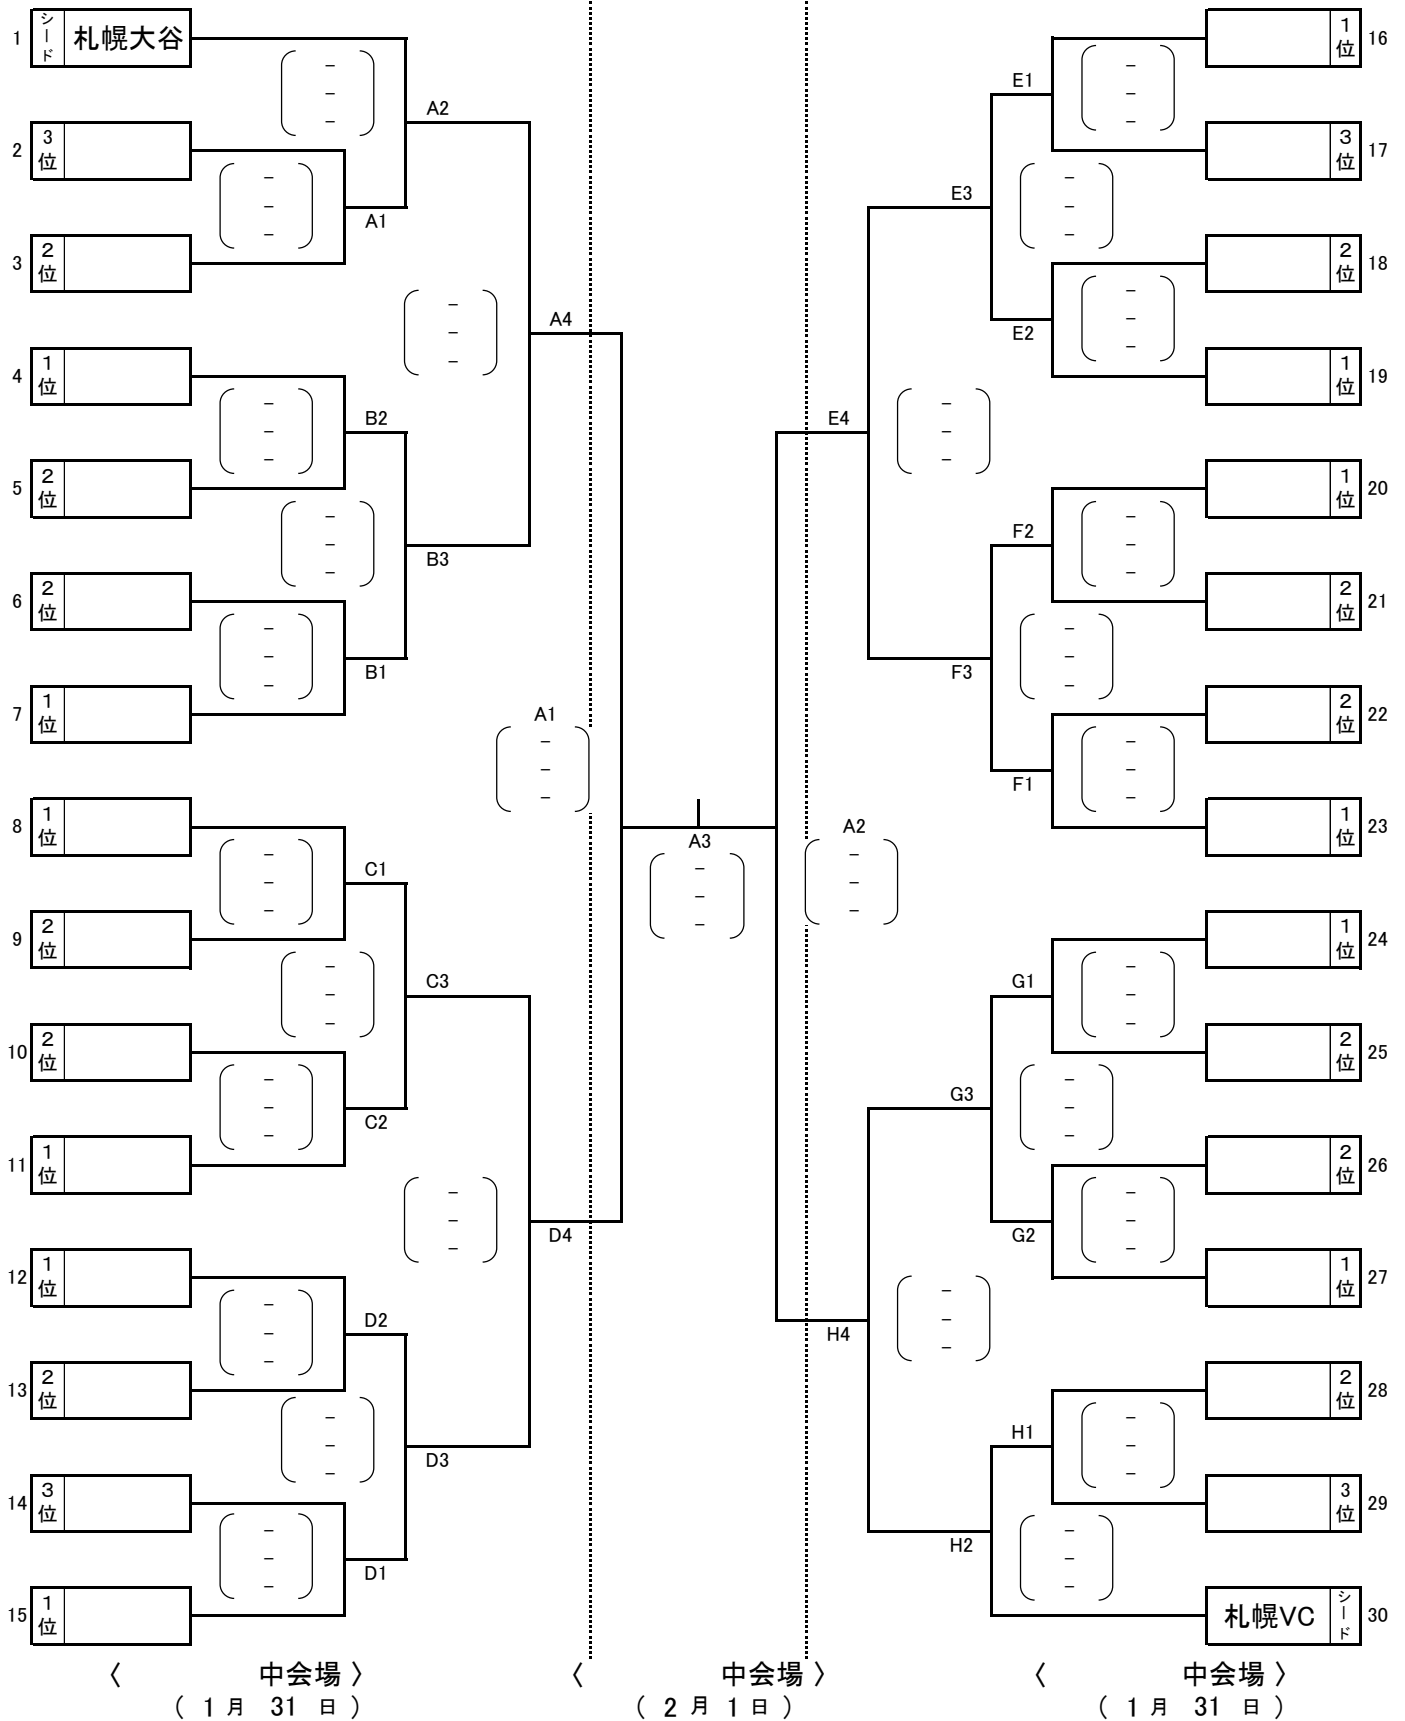 1 シード 札幌大谷
2 3位
3 2位
4 1位
5 2位
6 2位
7 1位
8 1位
9 2位
10 2位
11 1位
12 1位
13 2位
14 3位
15 1位
A2
A1
A4
B2
B3
B1
C1
C3
C2
D4
D2
D3
D1
A1
A3
A2
E1
E3
E2
E4
F2
F3
F1
G1
G3
G2
H4
H1
H2
1位 16
3位 17
2位 18
1位 19
1位 20
2位 21
2位 22
1位 23
1位 24
2位 25
2位 26
1位 27
2位 28
3位 29
札幌VC シード 30
〈 中会場 〉 〈 中会場 〉 〈 中会場 〉
( 1 月 31 日 ) ( 2 月 1 日 ) ( 1 月 31 日 )